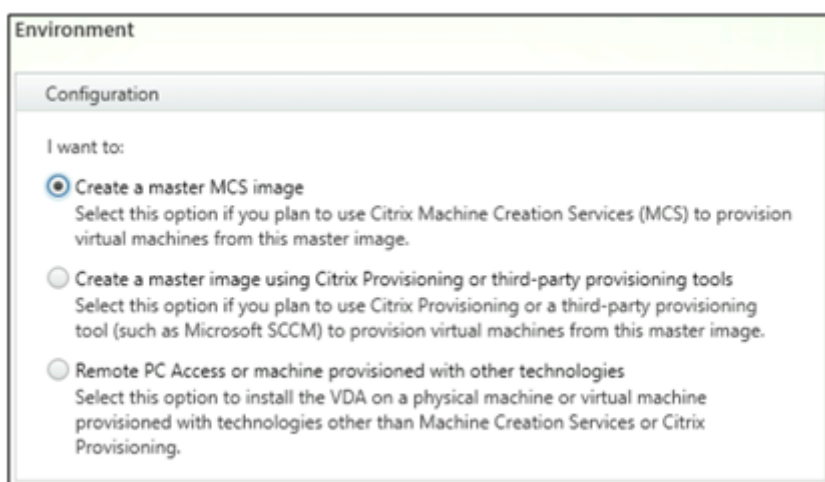 Environment
Configuration
I want to:
Create a master MCS image
Select this option if you plan to use Citrix Machine Creation Services (MCS) to provision
virtual machines from this master image.
Create a master image using Citrix Provisioning or third-party provisioning tools
Select this option if you plan to use Citrix Provisioning or a third-party provisioning
tool (such as Microsoft SCCM) to provision virtual machines from this master image.
Remote PC Access or machine provisioned with other technologies
Select this option to install the VDA on a physical machine or virtual machine
provisioned with technologies other than Machine Creation Services or Citrix
Provisioning.